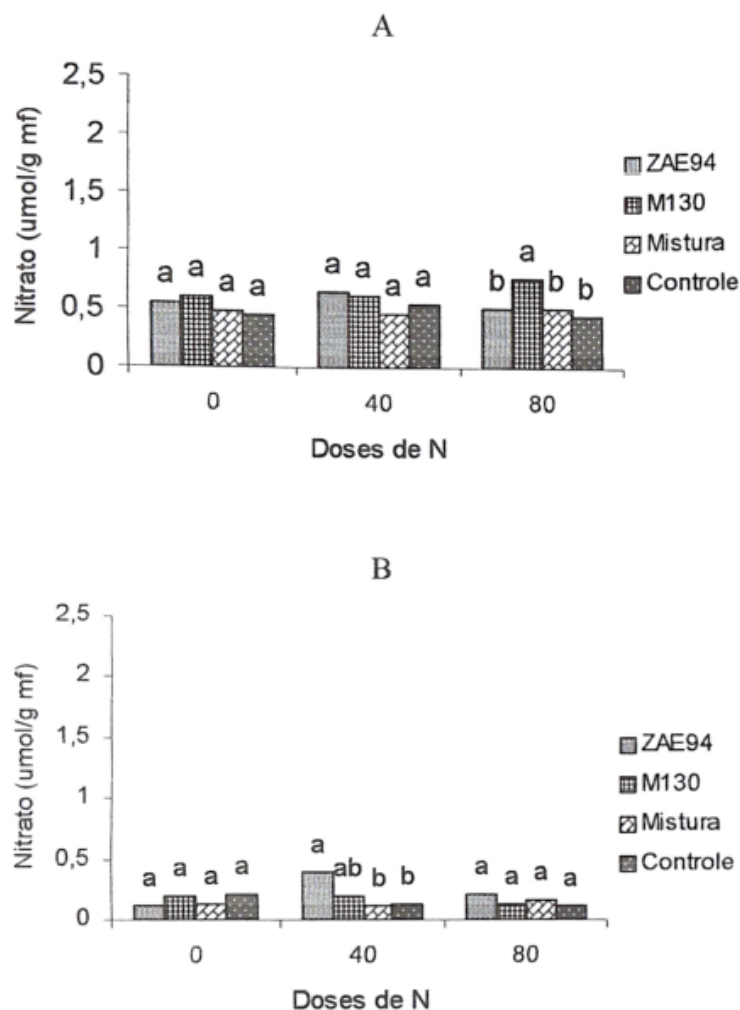 A
Nitrato (umol/g mf)
2,5
2
1,5
1
0,5
0
a a a a
a a a a
b a b b
0 40 80
Doses de N
ZAE94
M130
Mistura
Controle
B
Nitrato (umol/g mf)
2,5
2
1,5
1
0,5
0
a a a a
a ab b b
a a a a
0 40 80
Doses de N
ZAE94
M130
Mistura
Controle